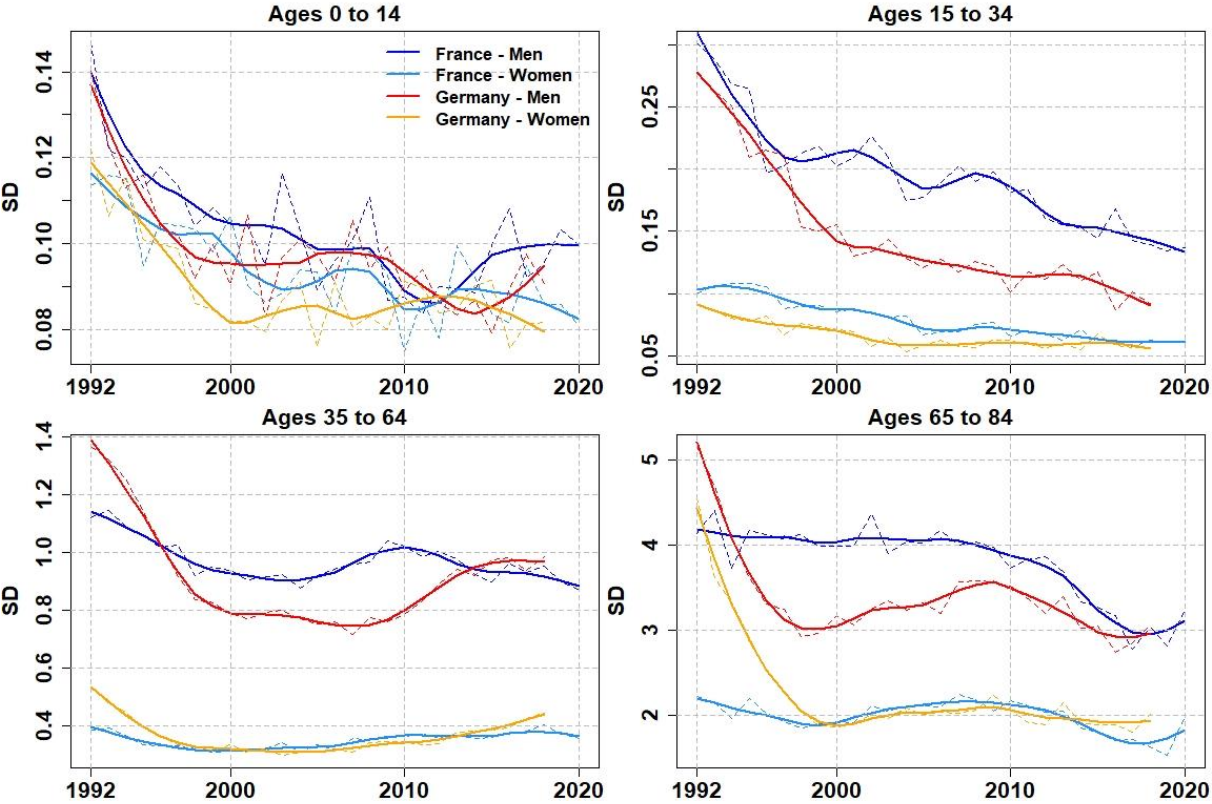 Ages 0 to 14
SD
0.14
0.12
0.10
0.08
1992
2000
2010
2020
France - Men
France - Women
Germany - Men
Germany - Women
Ages 15 to 34
SD
0.25
0.15
0.05
1992
2000
2010
2020
Ages 35 to 64
SD
1.4
1.2
1.0
0.8
0.6
0.4
1992
2000
2010
2020
Ages 65 to 84
SD
5
4
3
2
1992
2000
2010
2020